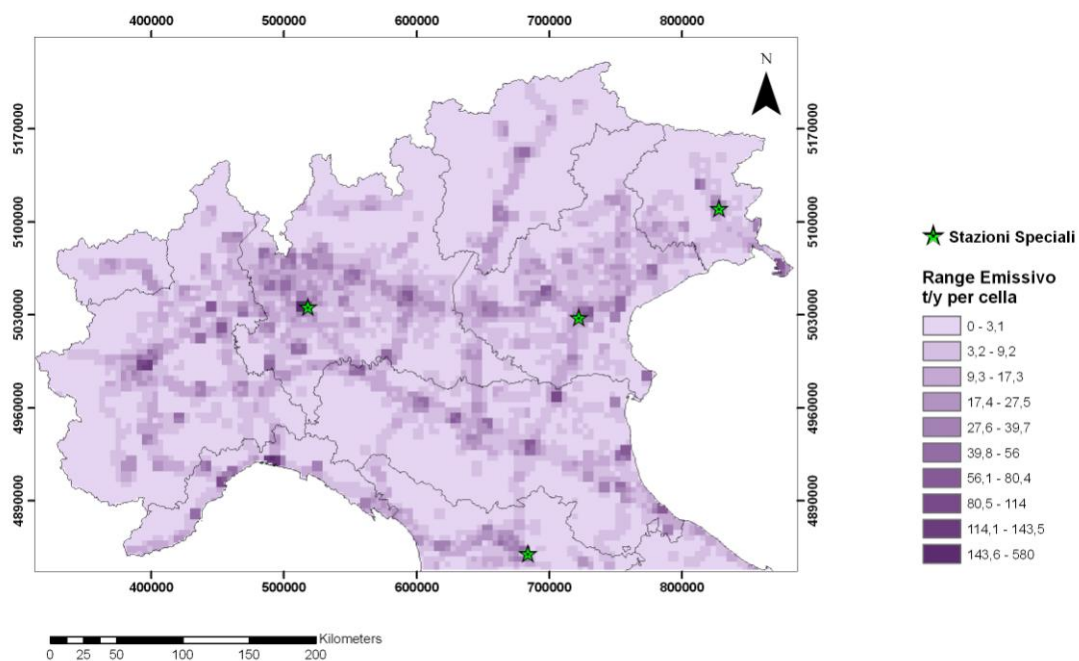 400000 500000 600000 700000 800000
N
5170000 5170000
5100000 5100000
5030000 5030000
4960000 4960000
4890000 4890000
400000 500000 600000 700000 800000
Kilometers
0 25 50 100 150 200
Stazioni Speciali
Range Emissivo
t/y per cella
0 - 3,1
3,2 - 9,2
9,3 - 17,3
17,4 - 27,5
27,6 - 39,7
39,8 - 56
56,1 - 80,4
80,5 - 114
114,1 - 143,5
143,6 - 580